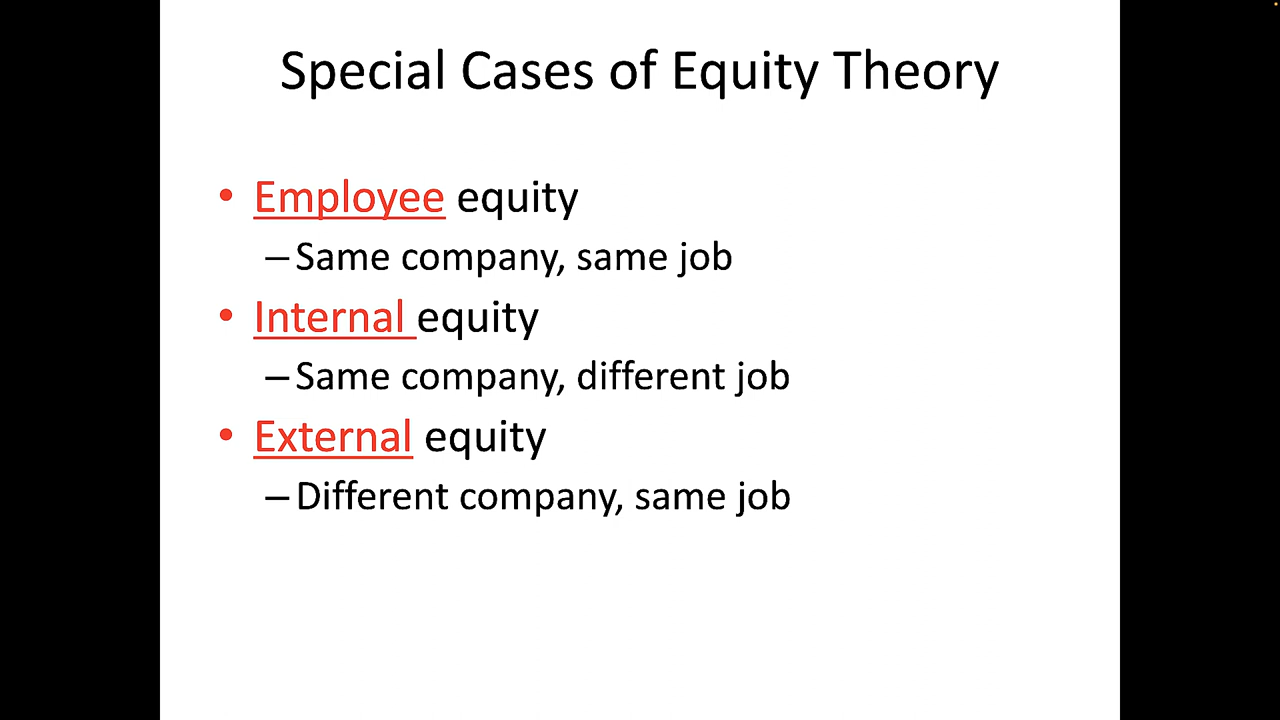 Special Cases of Equity Theory
• Employee equity
– Same company, same job
• Internal equity
– Same company, different job
• External equity
– Different company, same job